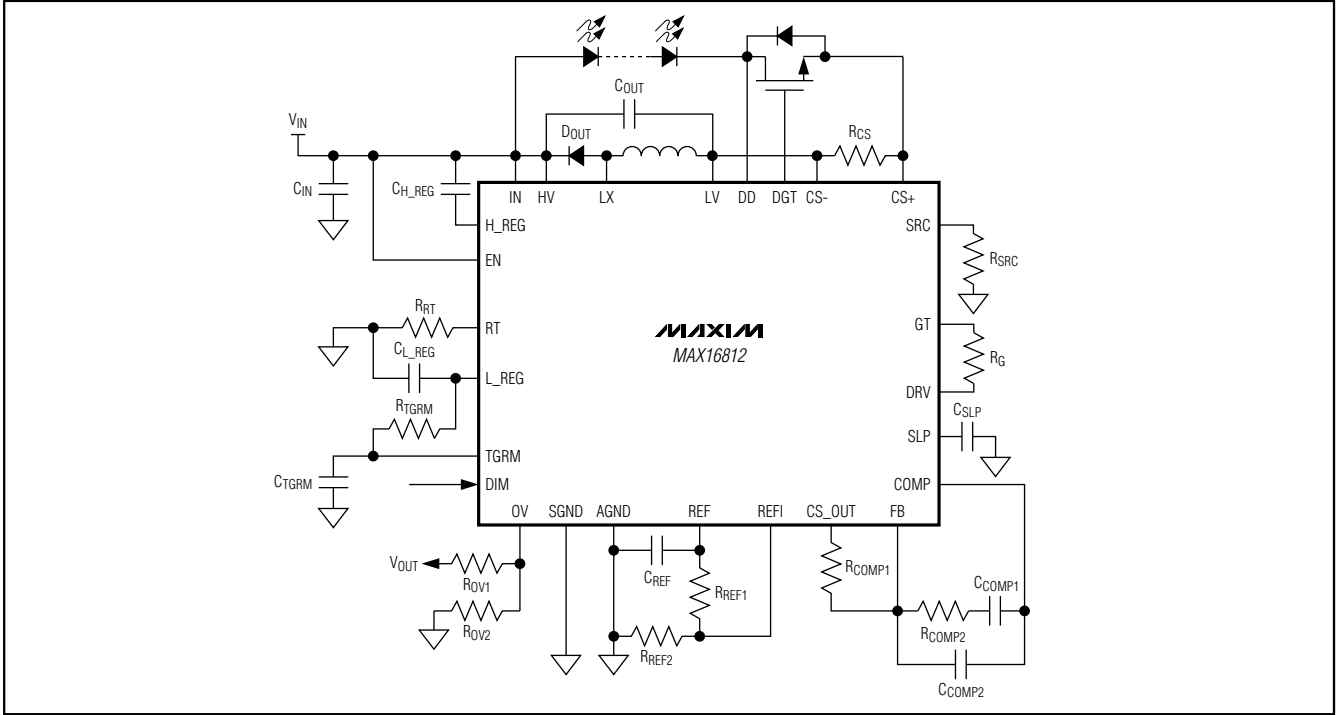 C_OUT
V_IN
D_OUT
R_CS
C_IN
C_H_REG
IN HV LX LV DD DGT CS- CS+
H_REG
SRC
EN
R_SRC
R_RT
RT
GT
MAXIM
MAX16812
C_L_REG
R_G
L_REG
DRV
R_TGRM
C_SLP
SLP
TGRM
C_TGRM
DIM
COMP
OV SGND AGND REF REFI CS_OUT FB
V_OUT
R_OV1
C_REF
R_REF1
R_COMP1
C_COMP1
R_OV2
R_REF2
R_COMP2
C_COMP2